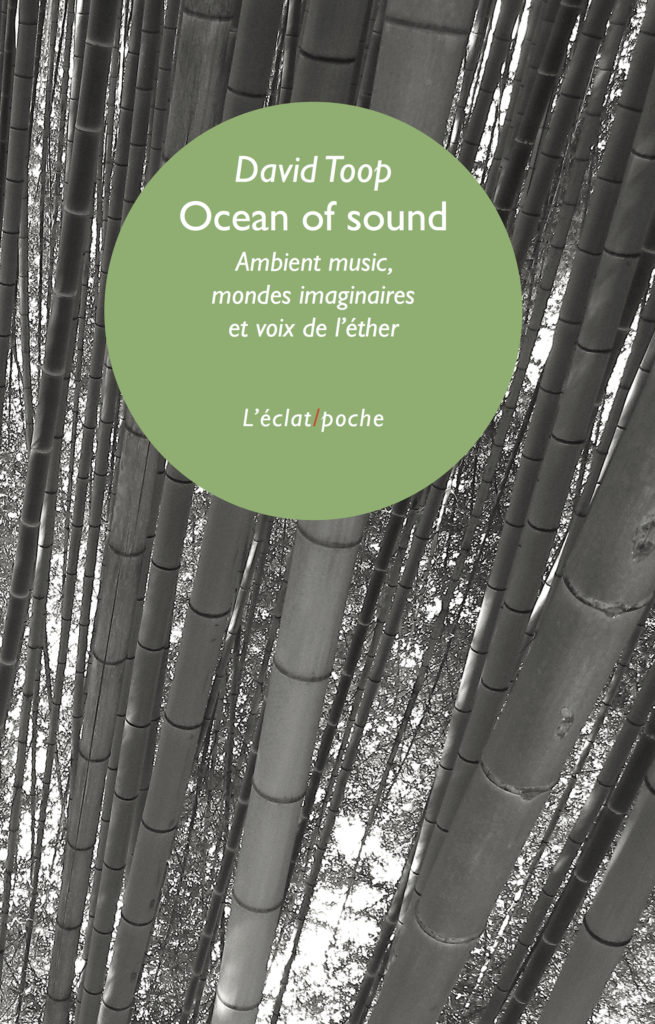 David Toop
Ocean of sound
Ambient music,
mondes imaginaires
et voix de l’éther
L’éclat/poche